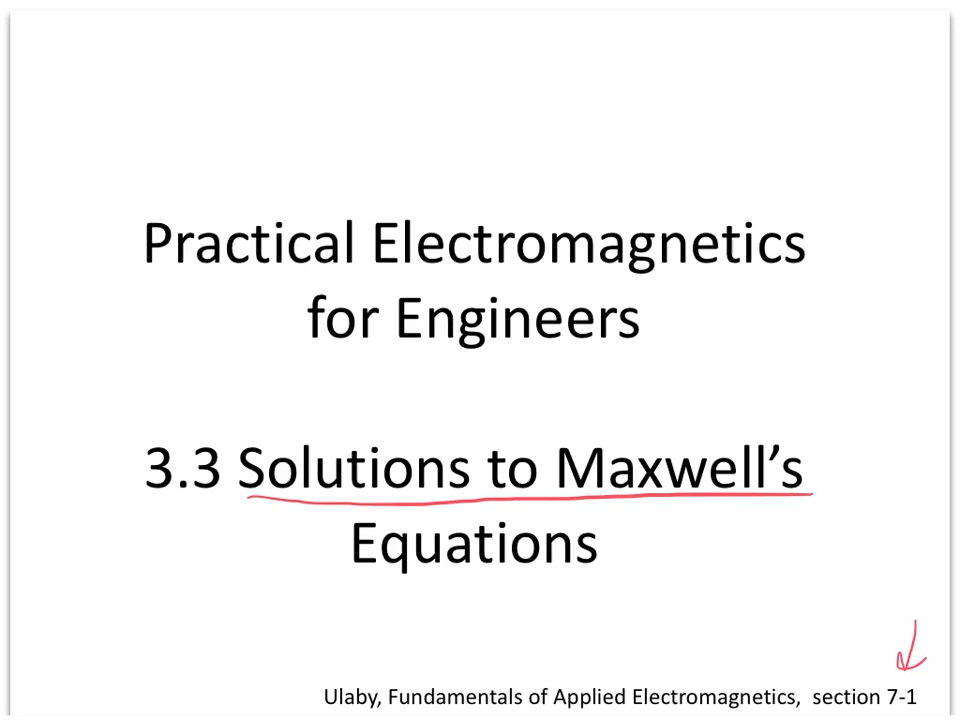 Practical Electromagnetics
for Engineers
3.3 Solutions to Maxwell’s
Equations
Ulaby, Fundamentals of Applied Electromagnetics, section 7-1